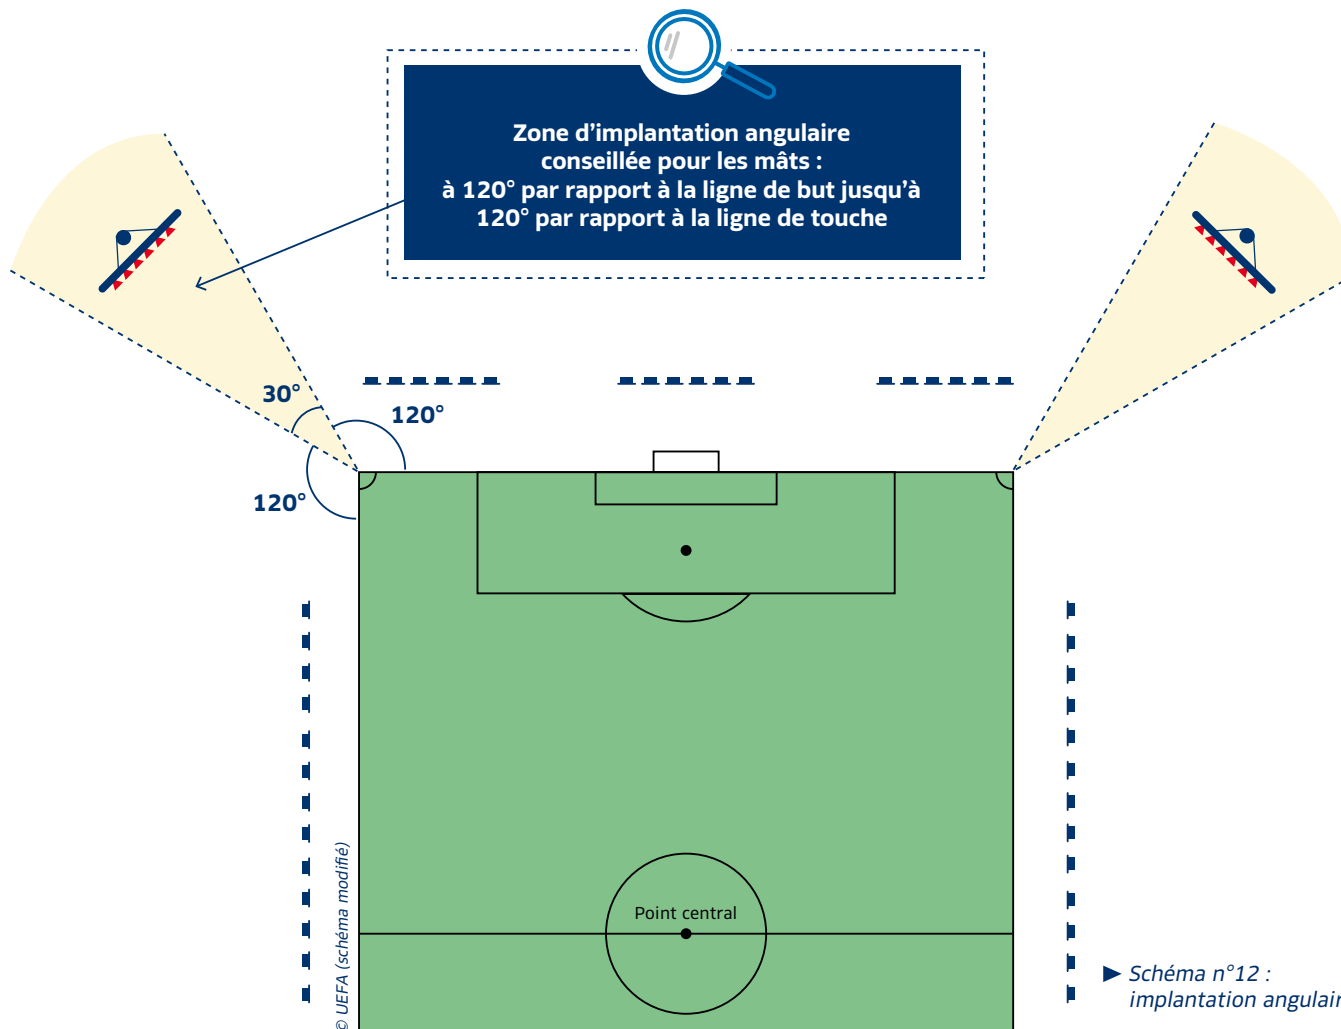 Zone d’implantation angulaire
conseillée pour les mâts :
à 120° par rapport à la ligne de but jusqu’à
120° par rapport à la ligne de touche
30°
120°
120°
Point central
© UEFA (schéma modifié)
Schéma n°12 :
implantation